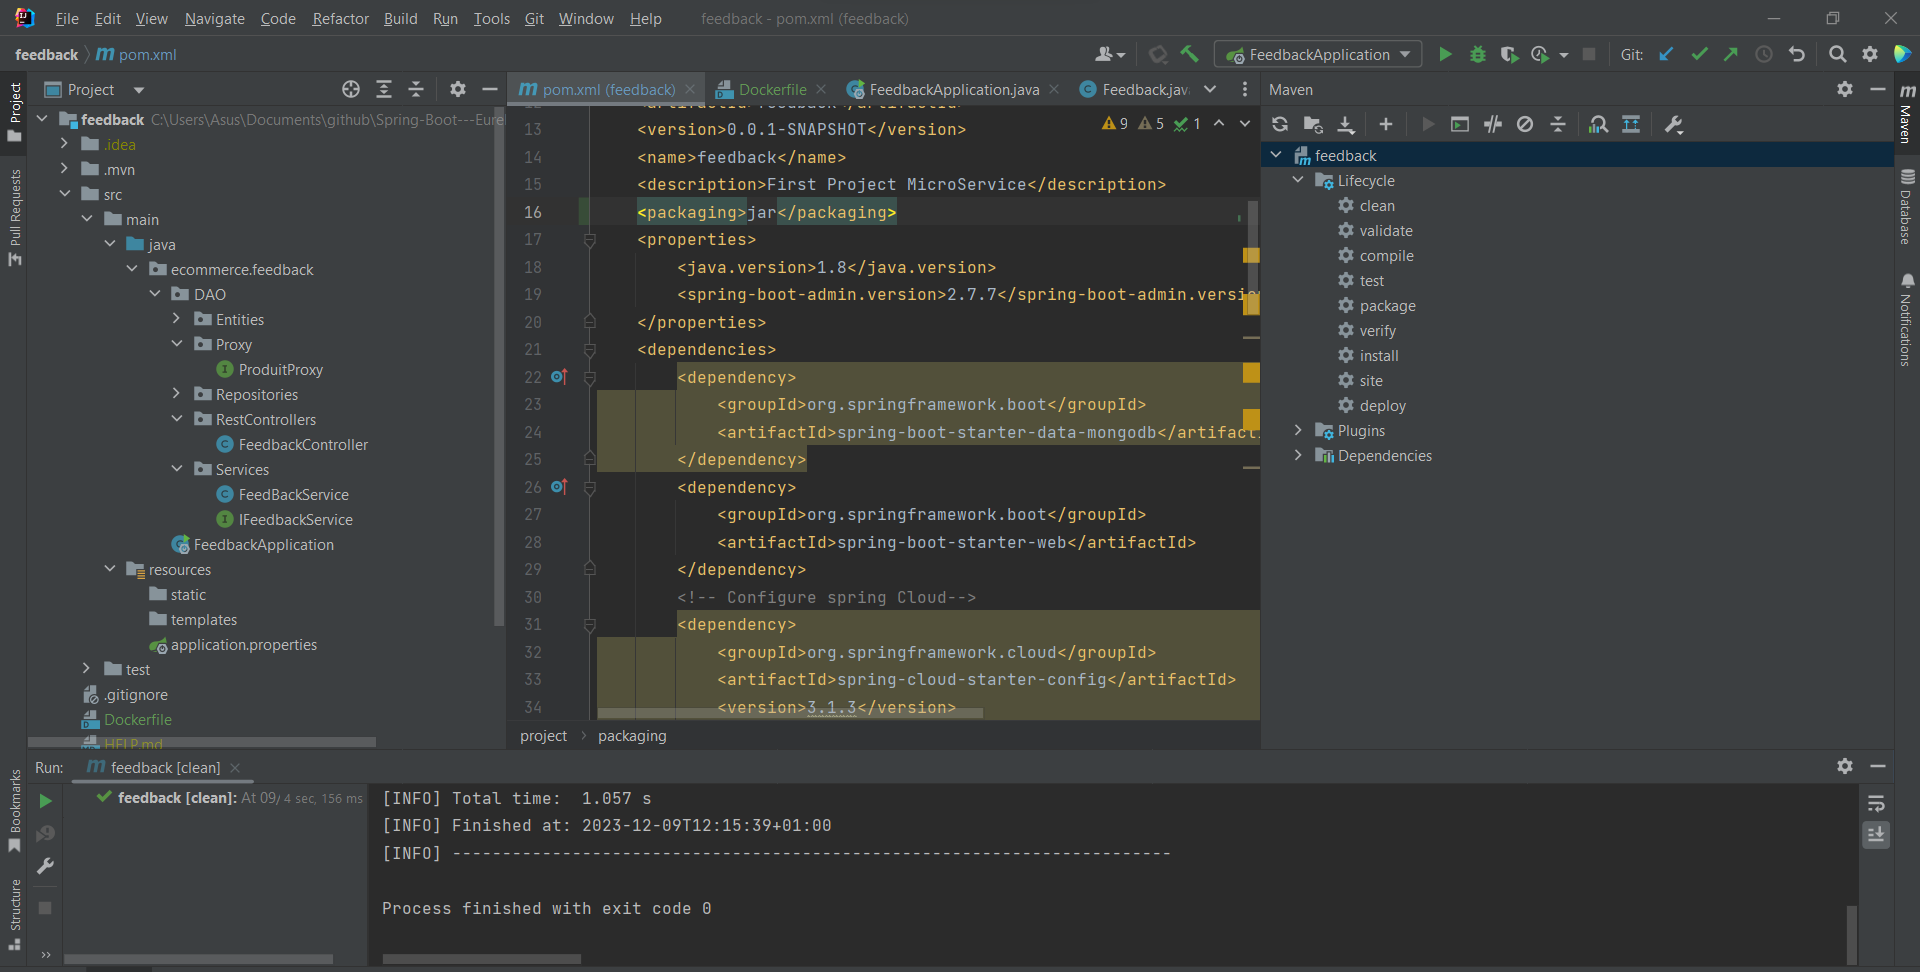 File Edit View Navigate Code Refactor Build Run Tools Git Window Help feedback - pom.xml (feedback)
feedback m pom.xml FeedbackApplication Git:
Project
pom.xml (feedback) Dockerfile FeedbackApplication.java Feedback.jav
Maven
feedback C:\Users\Asus\Documents\github\Spring-Boot---Eure
.idea
.mvn
src
main
java
ecommerce.feedback
DAO
Entities
Proxy
ProduitProxy
Repositories
RestControllers
FeedbackController
Services
FeedBackService
IFeedbackService
FeedbackApplication
resources
static
templates
application.properties
test
.gitignore
Dockerfile
HELP.md
9 5 1
13 <version>0.0.1-SNAPSHOT</version>
14 <name>feedback</name>
15 <description>First Project MicroService</description>
16 <packaging>jar</packaging>
17 <properties>
18 <java.version>1.8</java.version>
19 <spring-boot-admin.version>2.7.7</spring-boot-admin.versio
20 </properties>
21 <dependencies>
22 <dependency>
23 <groupId>org.springframework.boot</groupId>
24 <artifactId>spring-boot-starter-data-mongodb</artifact
25 </dependency>
26 <dependency>
27 <groupId>org.springframework.boot</groupId>
28 <artifactId>spring-boot-starter-web</artifactId>
29 </dependency>
30 <!-- Configure spring Cloud-->
31 <dependency>
32 <groupId>org.springframework.cloud</groupId>
33 <artifactId>spring-cloud-starter-config</artifactId>
34 <version>3.1.3</version>
project packaging
feedback
Lifecycle
clean
validate
compile
test
package
verify
install
site
deploy
Plugins
Dependencies
Project
Pull Requests
Bookmarks
Structure
Maven
Database
Notifications
Run: feedback [clean]
feedback [clean]: At 09/ 4 sec, 156 ms
[INFO] Total time:  1.057 s
[INFO] Finished at: 2023-12-09T12:15:39+01:00
[INFO] ------------------------------------------------------------------------
Process finished with exit code 0